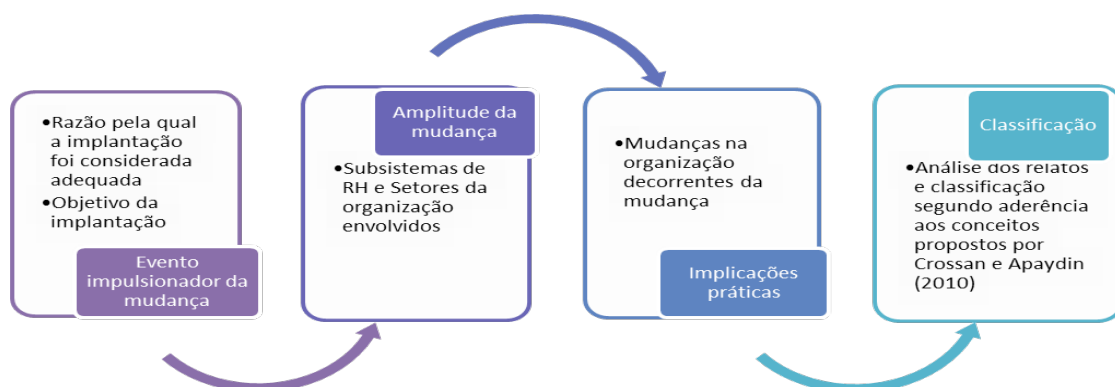 •Razão pela qual
a implantação
foi considerada
adequada
•Objetivo da
implantação
Evento
impulsionador da
mudança
Amplitude da
mudança
•Subsistemas de
RH e Setores da
organização
envolvidos
•Mudanças na
organização
decorrentes da
mudança
Implicações
práticas
Classificação
•Análise dos relatos
e classificação
segundo aderência
aos conceitos
propostos por
Crossan e Apaydin
(2010)